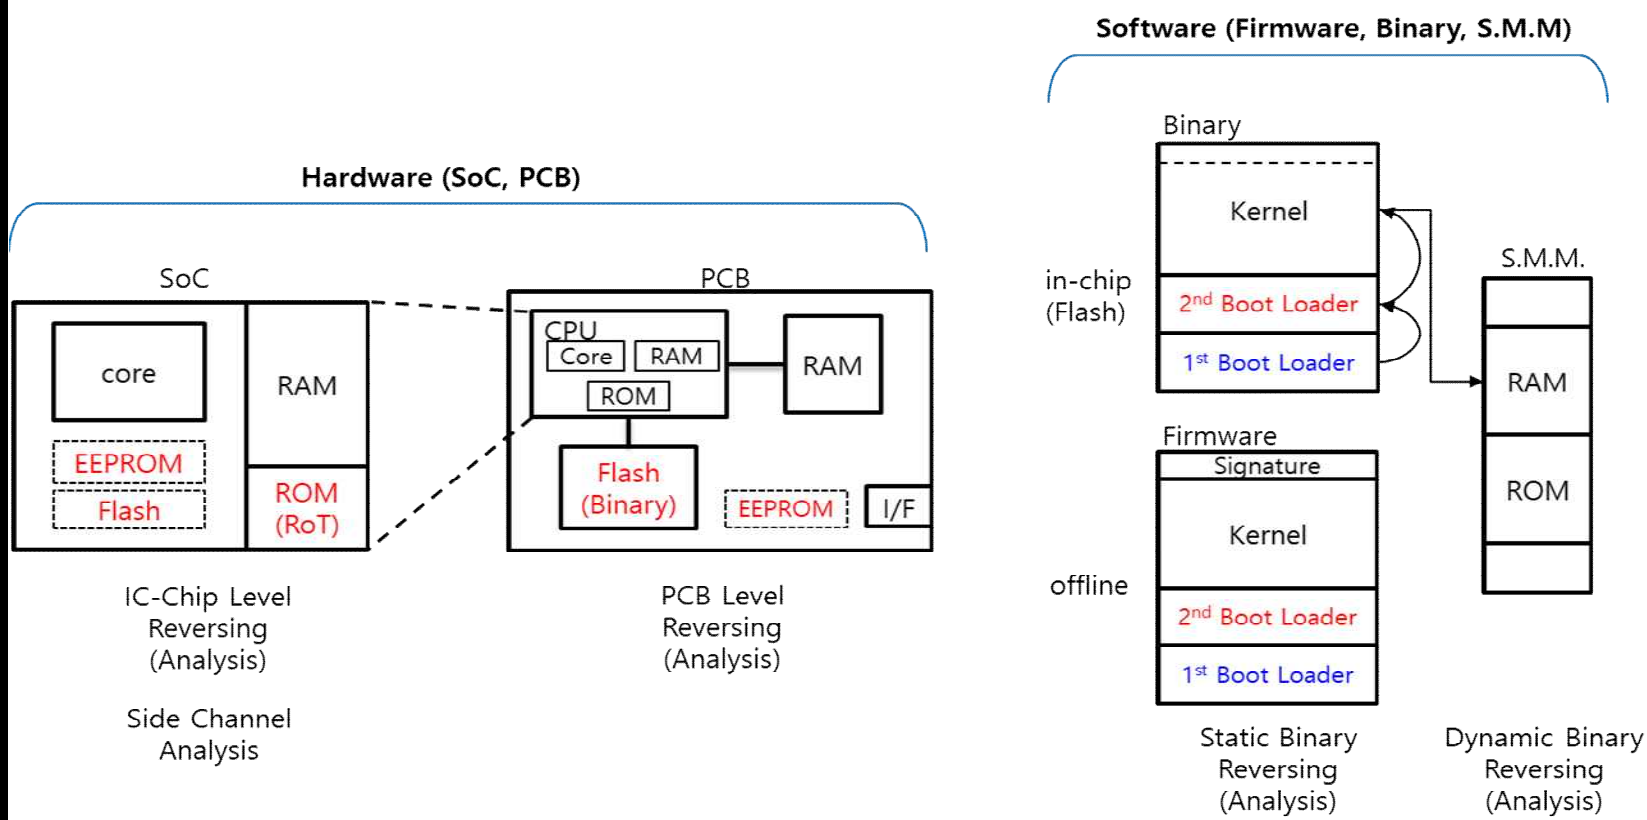 Software (Firmware, Binary, S.M.M)
Hardware (SoC, PCB)
SoC
core
RAM
EEPROM
Flash
ROM
(RoT)
IC-Chip Level
Reversing
(Analysis)
Side Channel
Analysis
PCB
CPU
Core
RAM
ROM
RAM
Flash
(Binary)
EEPROM
I/F
PCB Level
Reversing
(Analysis)
Binary
Kernel
in-chip
(Flash)
2nd Boot Loader
1st Boot Loader
Firmware
Signature
Kernel
offline
2nd Boot Loader
1st Boot Loader
Static Binary
Reversing
(Analysis)
S.M.M.
RAM
ROM
Dynamic Binary
Reversing
(Analysis)